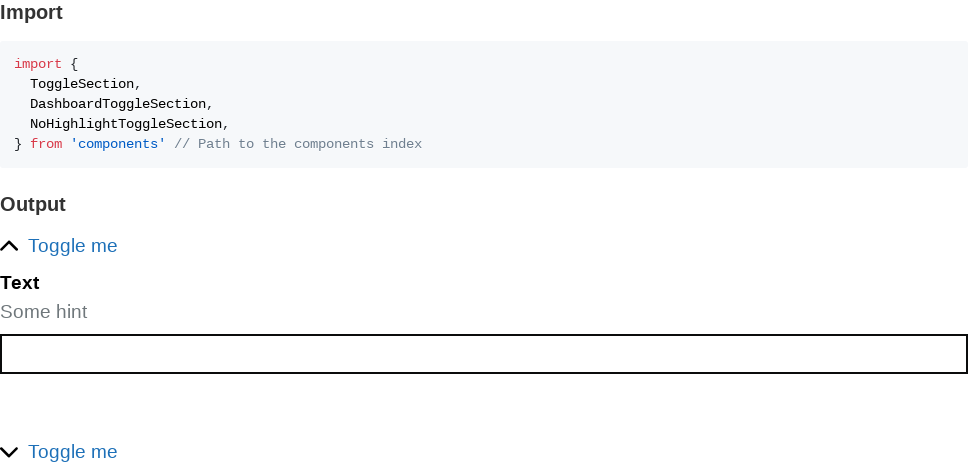 Import
import {
  ToggleSection,
  DashboardToggleSection,
  NoHighlightToggleSection,
} from 'components' // Path to the components index
Output
Toggle me
Text
Some hint
Toggle me